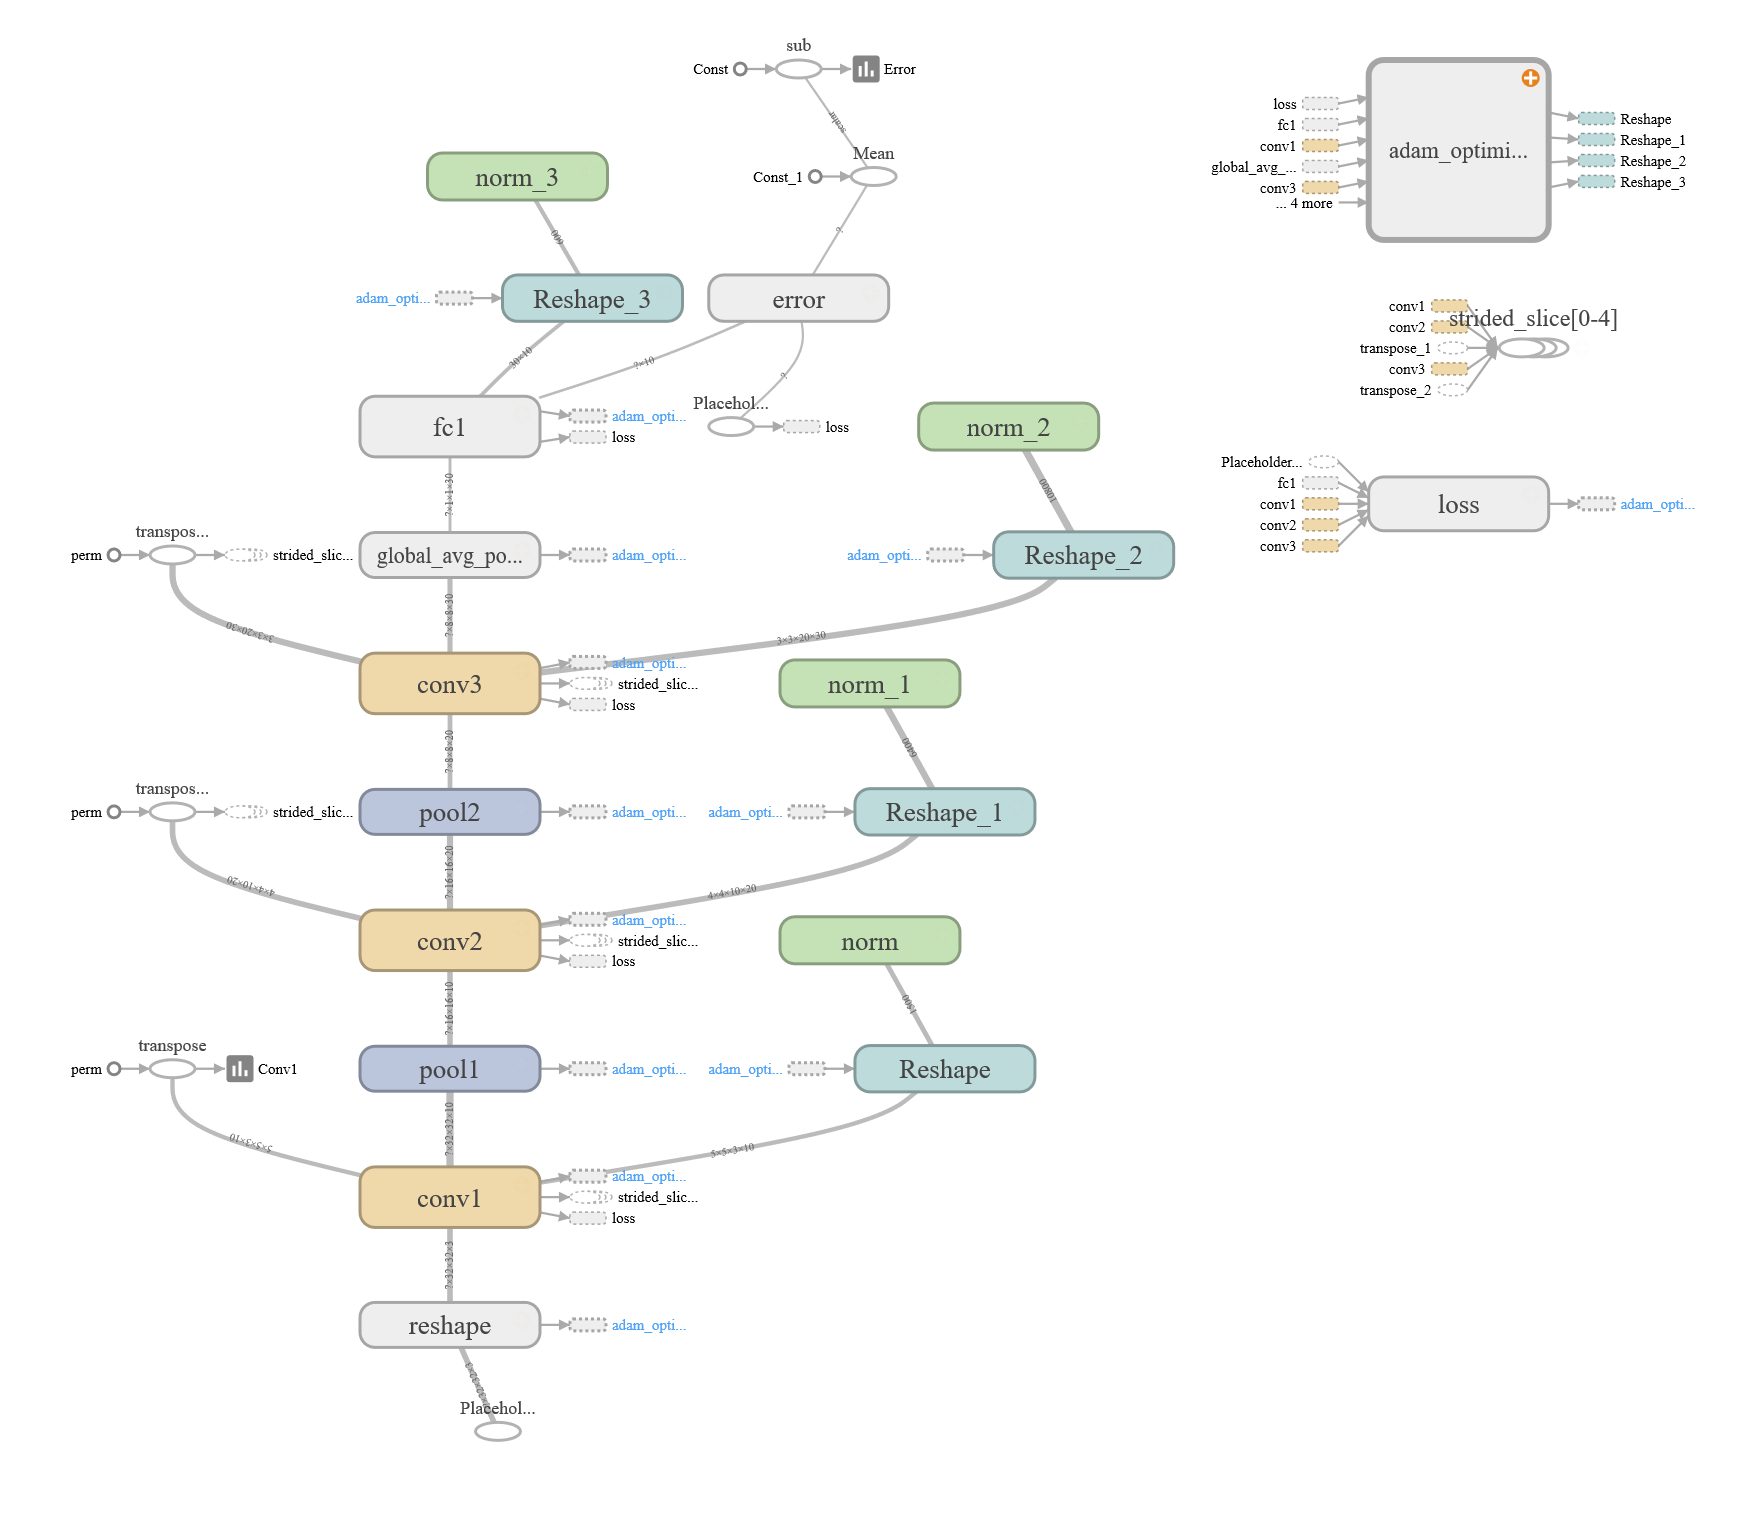 sub
Const
Error
scalar
Mean
Const_1
?
norm_3
600
adam_opti...
Reshape_3
error
30×10
?×10
?
fc1
adam_opti...
loss
Placehol...
loss
norm_2
10800
?×1×1×30
transpos...
perm
strided_slic...
global_avg_po...
adam_opti...
adam_opti...
Reshape_2
3×3×20×30
?×8×8×30
3×3×20×30
conv3
adam_opti...
strided_slic...
loss
norm_1
6400
?×8×8×20
transpos...
perm
strided_slic...
pool2
adam_opti...
adam_opti...
Reshape_1
4×4×10×20
?×16×16×20
4×4×10×20
conv2
adam_opti...
strided_slic...
loss
norm
1500
?×16×16×10
transpose
perm
Conv1
pool1
adam_opti...
adam_opti...
Reshape
5×5×3×10
?×32×32×10
5×5×3×10
conv1
adam_opti...
strided_slic...
loss
?×32×32×3
reshape
adam_opti...
Placehol...
loss
fc1
conv1
global_avg_...
conv3
... 4 more
adam_optimi...
Reshape
Reshape_1
Reshape_2
Reshape_3
conv1
conv2
transpose_1
conv3
transpose_2
strided_slice[0-4]
Placeholder...
fc1
conv1
conv2
conv3
loss
adam_opti...